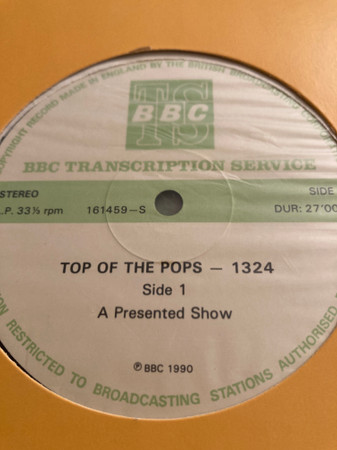 COPYRIGHT RECORD MADE IN ENGLAND BY THE BRITISH BROADCASTING
TS
BBC
BBC TRANSCRIPTION SERVICE
STEREO
SIDE
L.P. 33⅓ rpm
161459–S
DUR: 27'00
TOP OF THE POPS — 1324
Side 1
A Presented Show
℗ BBC 1990
RESTRICTED TO BROADCASTING STATIONS AUTHORISED